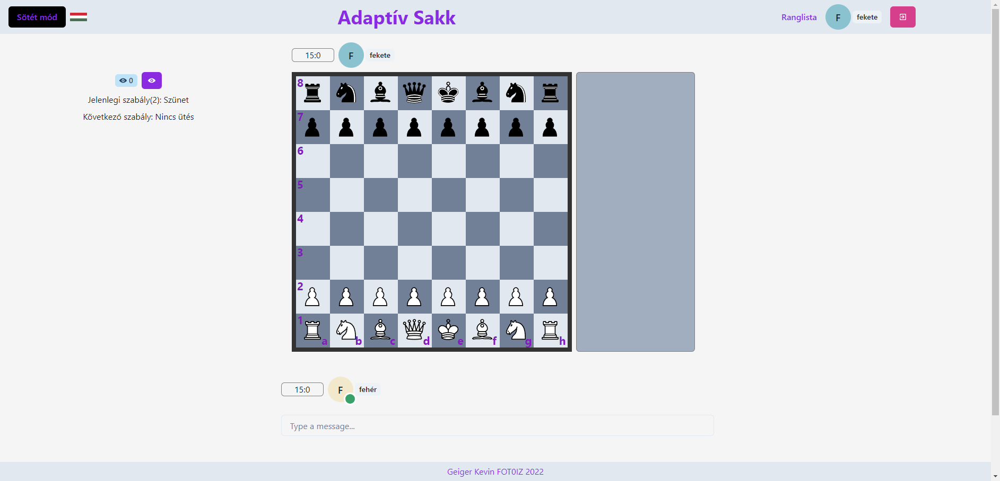 Sötét mód
Adaptív Sakk
Ranglista
F
fekete
15:0
F
fekete
0
Jelenlegi szabály(2): Szünet
Következő szabály: Nincs ütés
8
7
6
5
4
3
2
1
a b c d e f g h
15:0
F
fehér
Type a message...
Geiger Kevin FOT0IZ 2022